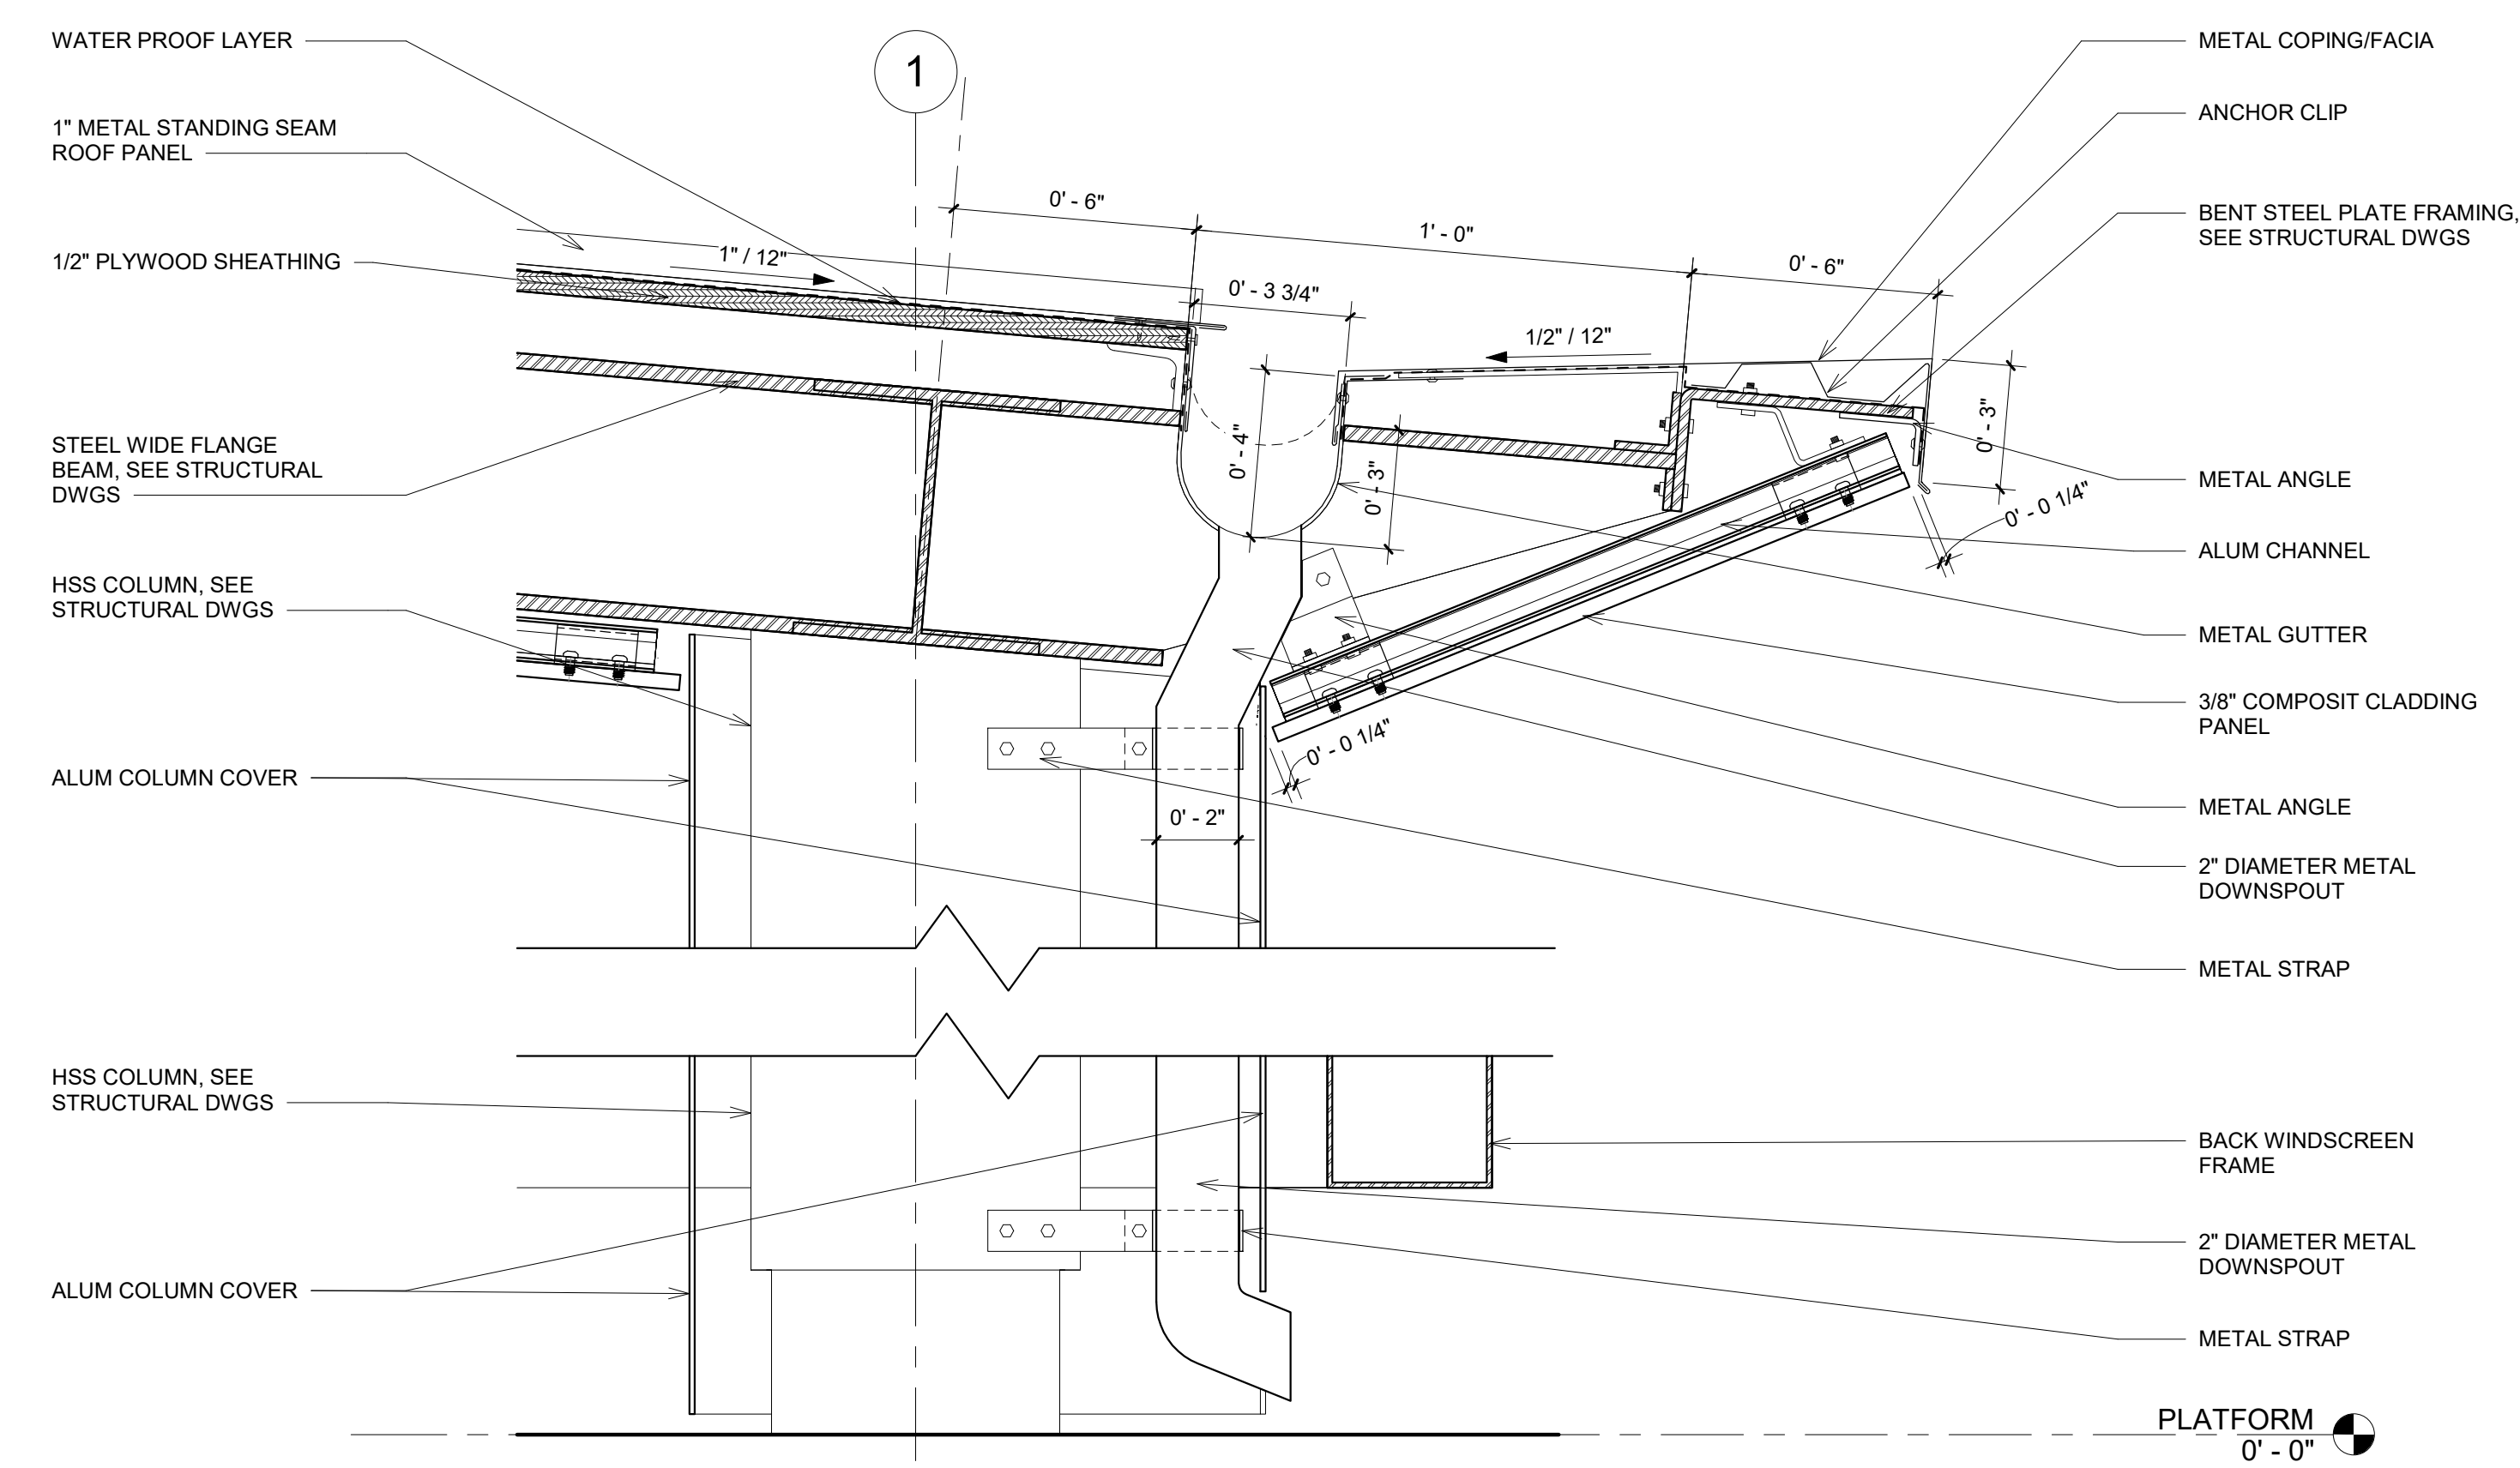 WATER PROOF LAYER
1" METAL STANDING SEAM
ROOF PANEL
1/2" PLYWOOD SHEATHING
STEEL WIDE FLANGE
BEAM, SEE STRUCTURAL
DWGS
HSS COLUMN, SEE
STRUCTURAL DWGS
ALUM COLUMN COVER
HSS COLUMN, SEE
STRUCTURAL DWGS
ALUM COLUMN COVER
1
0' - 6"
1' - 0"
0' - 6"
1" / 12"
0' - 3 3/4"
1/2" / 12"
0' - 4"
0' - 3"
0' - 3"
0' - 0 1/4"
0' - 0 1/4"
0' - 2"
METAL COPING/FACIA
ANCHOR CLIP
BENT STEEL PLATE FRAMING,
SEE STRUCTURAL DWGS
METAL ANGLE
ALUM CHANNEL
METAL GUTTER
3/8" COMPOSIT CLADDING
PANEL
METAL ANGLE
2" DIAMETER METAL
DOWNSPOUT
METAL STRAP
BACK WINDSCREEN
FRAME
2" DIAMETER METAL
DOWNSPOUT
METAL STRAP
PLATFORM
0' - 0"